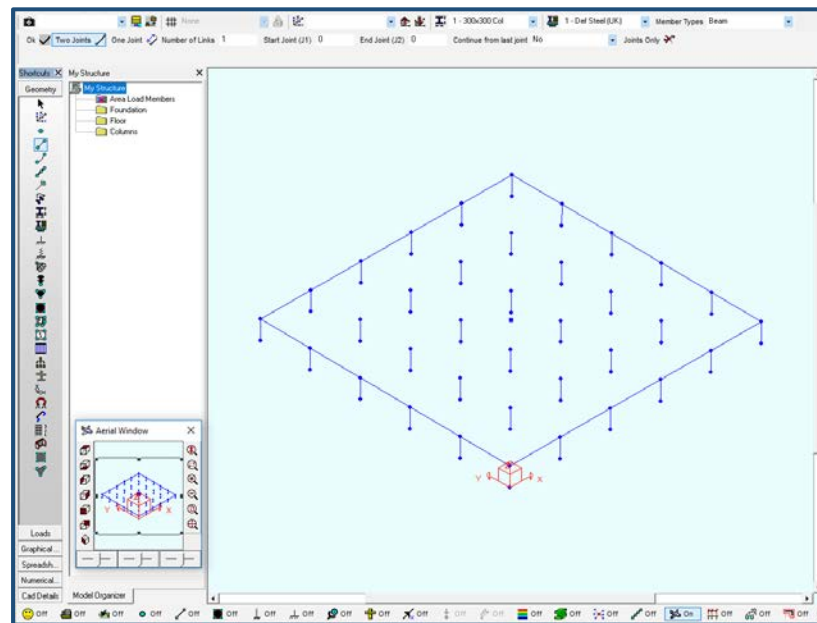 None 1 - 300x300 Col 1 - Def Steel (UK) Member Types Beam
Ok Two Joints One Joint Number of Links 1 Start Joint (J1) 0 End Joint (J2) 0 Continue from last joint No Joints Only
Shortcuts X My Structure X
Geometry
My Structure
Area Load Members
Foundation
Floor
Columns
Aerial Window X
Y X
Y X
Loads
Graphical...
Spreadsh...
Numerical...
Cad Details
Model Organizer
Off Off Off Off Off Off Off Off Off Off Off Off Off Off Off Off Off On Off Off Off